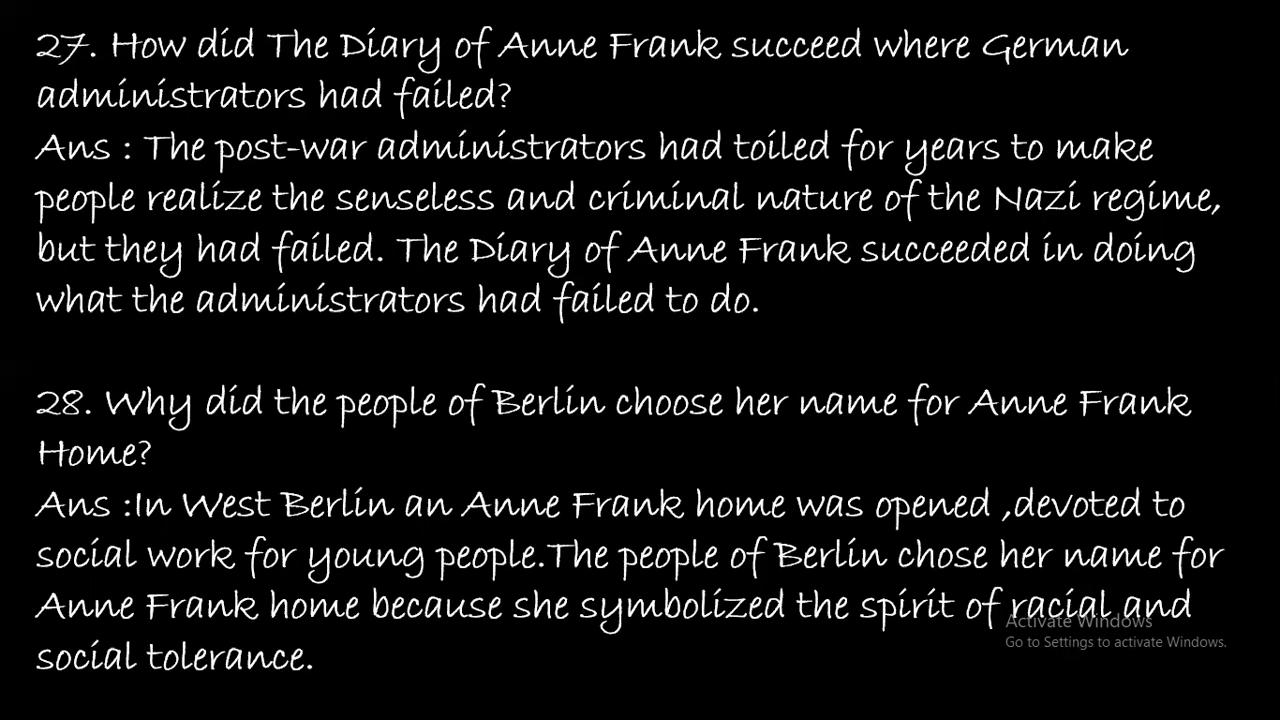 27. How did The Diary of Anne Frank succeed where German
administrators had failed?
Ans : The post-war administrators had toiled for years to make
people realize the senseless and criminal nature of the Nazi regime,
but they had failed. The Diary of Anne Frank succeeded in doing
what the administrators had failed to do.
28. Why did the people of Berlin choose her name for Anne Frank
Home?
Ans :In West Berlin an Anne Frank home was opened ,devoted to
social work for young people.The people of Berlin chose her name for
Anne Frank home because she symbolized the spirit of racial and
social tolerance.
Activate Windows
Go to Settings to activate Windows.